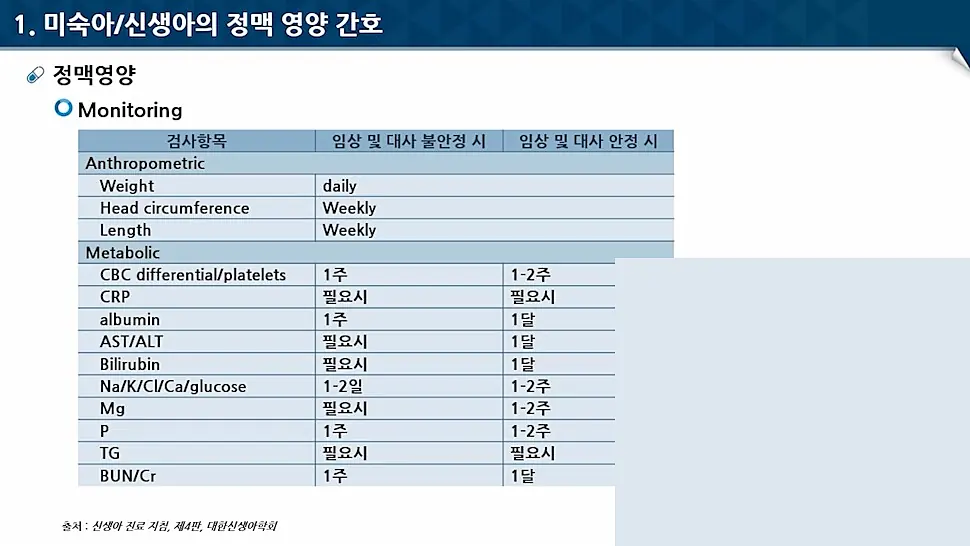 1. 미숙아/신생아의 정맥 영양 간호
정맥영양
Monitoring
검사항목 임상 및 대사 불안정 시 임상 및 대사 안정 시
Anthropometric
Weight daily
Head circumference Weekly
Length Weekly
Metabolic
CBC differential/platelets 1주 1-2주
CRP 필요시 필요시
albumin 1주 1달
AST/ALT 필요시 1달
Bilirubin 필요시 1달
Na/K/Cl/Ca/glucose 1-2일 1-2주
Mg 필요시 1-2주
P 1주 1-2주
TG 필요시 필요시
BUN/Cr 1주 1달
출처 : 신생아 진료 지침, 제4판, 대한신생아학회